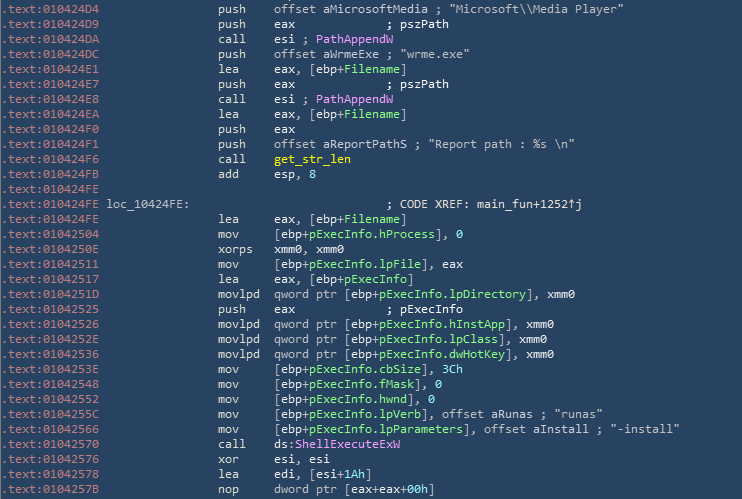 .text:010424D4 push offset aMicrosoftMedia ; "Microsoft\\Media Player"
.text:010424D9 push eax ; pszPath
.text:010424DA call esi ; PathAppendW
.text:010424DC push offset aWrmeExe ; "wrme.exe"
.text:010424E1 lea eax, [ebp+Filename]
.text:010424E7 push eax ; pszPath
.text:010424E8 call esi ; PathAppendW
.text:010424EA lea eax, [ebp+Filename]
.text:010424F0 push eax
.text:010424F1 push offset aReportPathS ; "Report path : %s \n"
.text:010424F6 call get_str_len
.text:010424FB add esp, 8
.text:010424FE
.text:010424FE loc_10424FE: ; CODE XREF: main_fun+1252↑j
.text:010424FE lea eax, [ebp+Filename]
.text:01042504 mov [ebp+pExecInfo.hProcess], 0
.text:0104250E xorps xmm0, xmm0
.text:01042511 mov [ebp+pExecInfo.lpFile], eax
.text:01042517 lea eax, [ebp+pExecInfo]
.text:0104251D movlpd qword ptr [ebp+pExecInfo.lpDirectory], xmm0
.text:01042525 push eax ; pExecInfo
.text:01042526 movlpd qword ptr [ebp+pExecInfo.hInstApp], xmm0
.text:0104252E movlpd qword ptr [ebp+pExecInfo.lpClass], xmm0
.text:01042536 movlpd qword ptr [ebp+pExecInfo.dwHotKey], xmm0
.text:0104253E mov [ebp+pExecInfo.cbSize], 3Ch
.text:01042548 mov [ebp+pExecInfo.fMask], 0
.text:01042552 mov [ebp+pExecInfo.hwnd], 0
.text:0104255C mov [ebp+pExecInfo.lpVerb], offset aRunas ; "runas"
.text:01042566 mov [ebp+pExecInfo.lpParameters], offset aInstall ; "-install"
.text:01042570 call ds:ShellExecuteExW
.text:01042576 xor esi, esi
.text:01042578 lea edi, [esi+1Ah]
.text:0104257B nop dword ptr [eax+eax+00h]